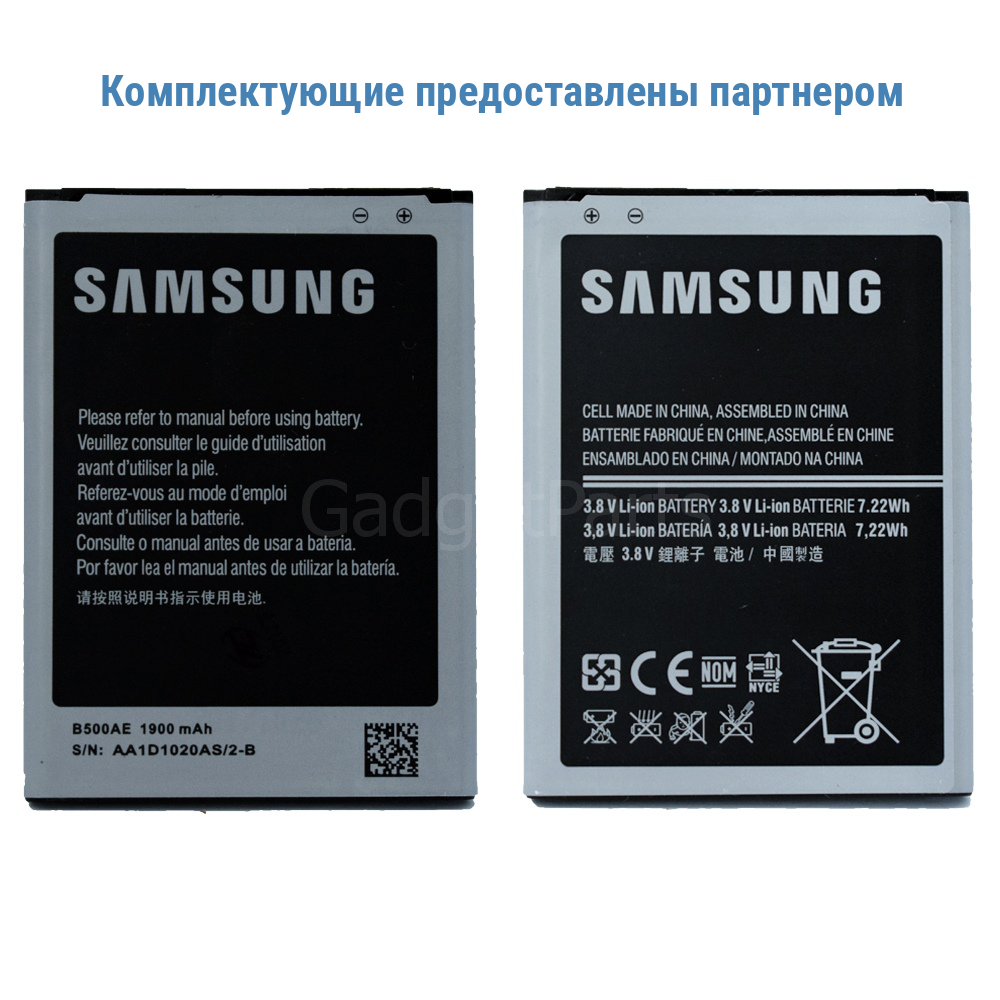 Комплектующие предоставлены партнером
SAMSUNG
Please refer to manual before using battery.
Veuillez consulter le guide d'utilisation
avant d'utiliser la pile.
Referez-vous au mode d'emploi
avant d'utiliser la batterie.
Consulte o manual antes de usar a bateria.
Por favor lea el manual antes de utilizar la batería.
请按照说明书指示使用电池.
B500AE 1900 mAh
S/N: AA1D1020AS/2-B
SAMSUNG
CELL MADE IN CHINA, ASSEMBLED IN CHINA
BATTERIE FABRIQUÉ EN CHINE,ASSEMBLÉ EN CHINE
ENSAMBLADO EN CHINA / MONTADO NA CHINA
3.8 V Li-ion BATTERY 3.8 V Li-ion BATTERIE 7.22Wh
3,8 V Li-ion BATERÍA 3,8 V Li-ion BATERIA 7,22Wh
電壓 3.8 V 鋰離子 電池 / 中國製造
CE NOM NYCE
GadgetParts